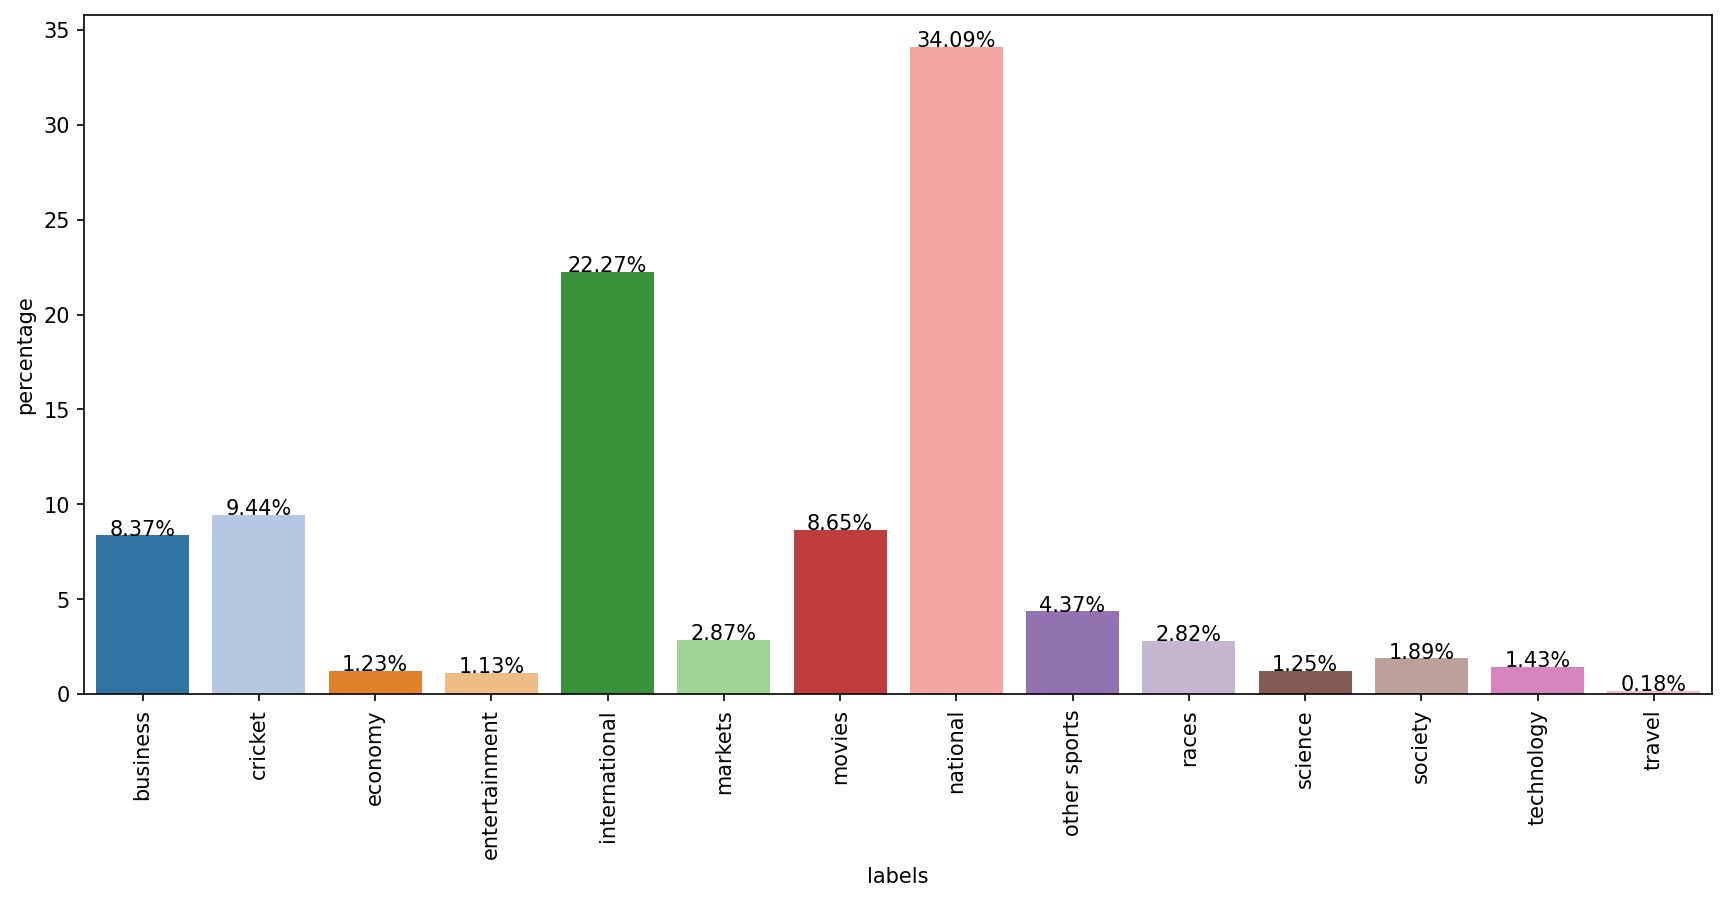 35
30
25
20
15
10
5
0
percentage
8.37%
9.44%
1.23%
1.13%
22.27%
2.87%
8.65%
34.09%
4.37%
2.82%
1.25%
1.89%
1.43%
0.18%
business
cricket
economy
entertainment
international
markets
movies
national
other sports
races
science
society
technology
travel
labels